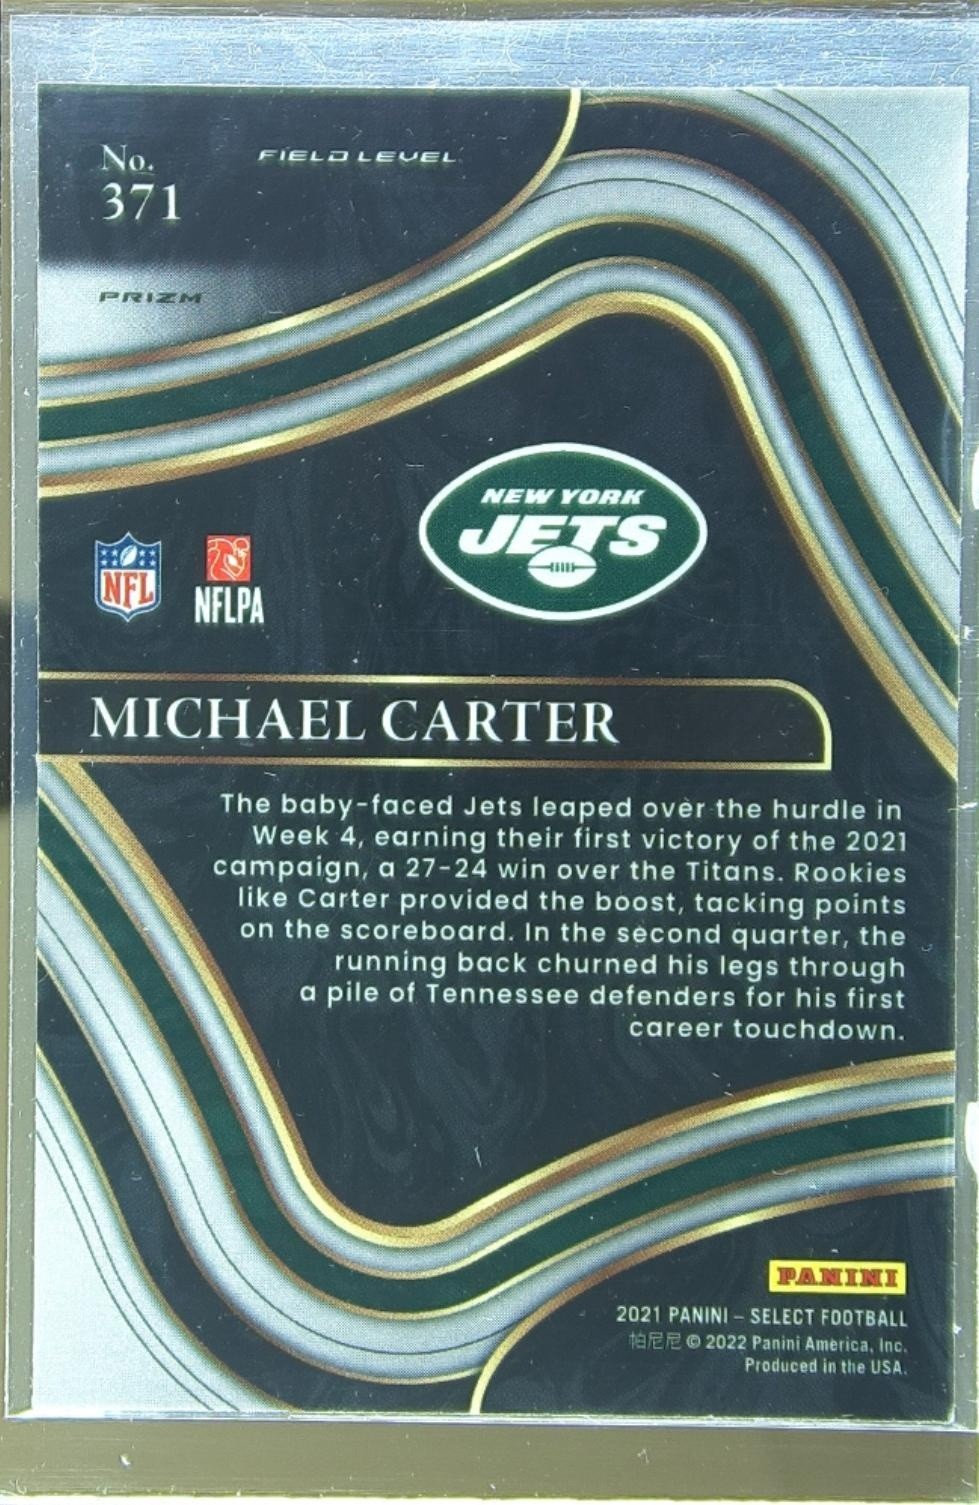 No.
371
FIELD LEVEL
PRIZM
NEW YORK
JETS
NFL
NFLPA
MICHAEL CARTER
The baby-faced Jets leaped over the hurdle in
Week 4, earning their first victory of the 2021
campaign, a 27-24 win over the Titans. Rookies
like Carter provided the boost, tacking points
on the scoreboard. In the second quarter, the
running back churned his legs through
a pile of Tennessee defenders for his first
career touchdown.
PANINI
2021 PANINI – SELECT FOOTBALL
帕尼尼 © 2022 Panini America, Inc.
Produced in the USA.